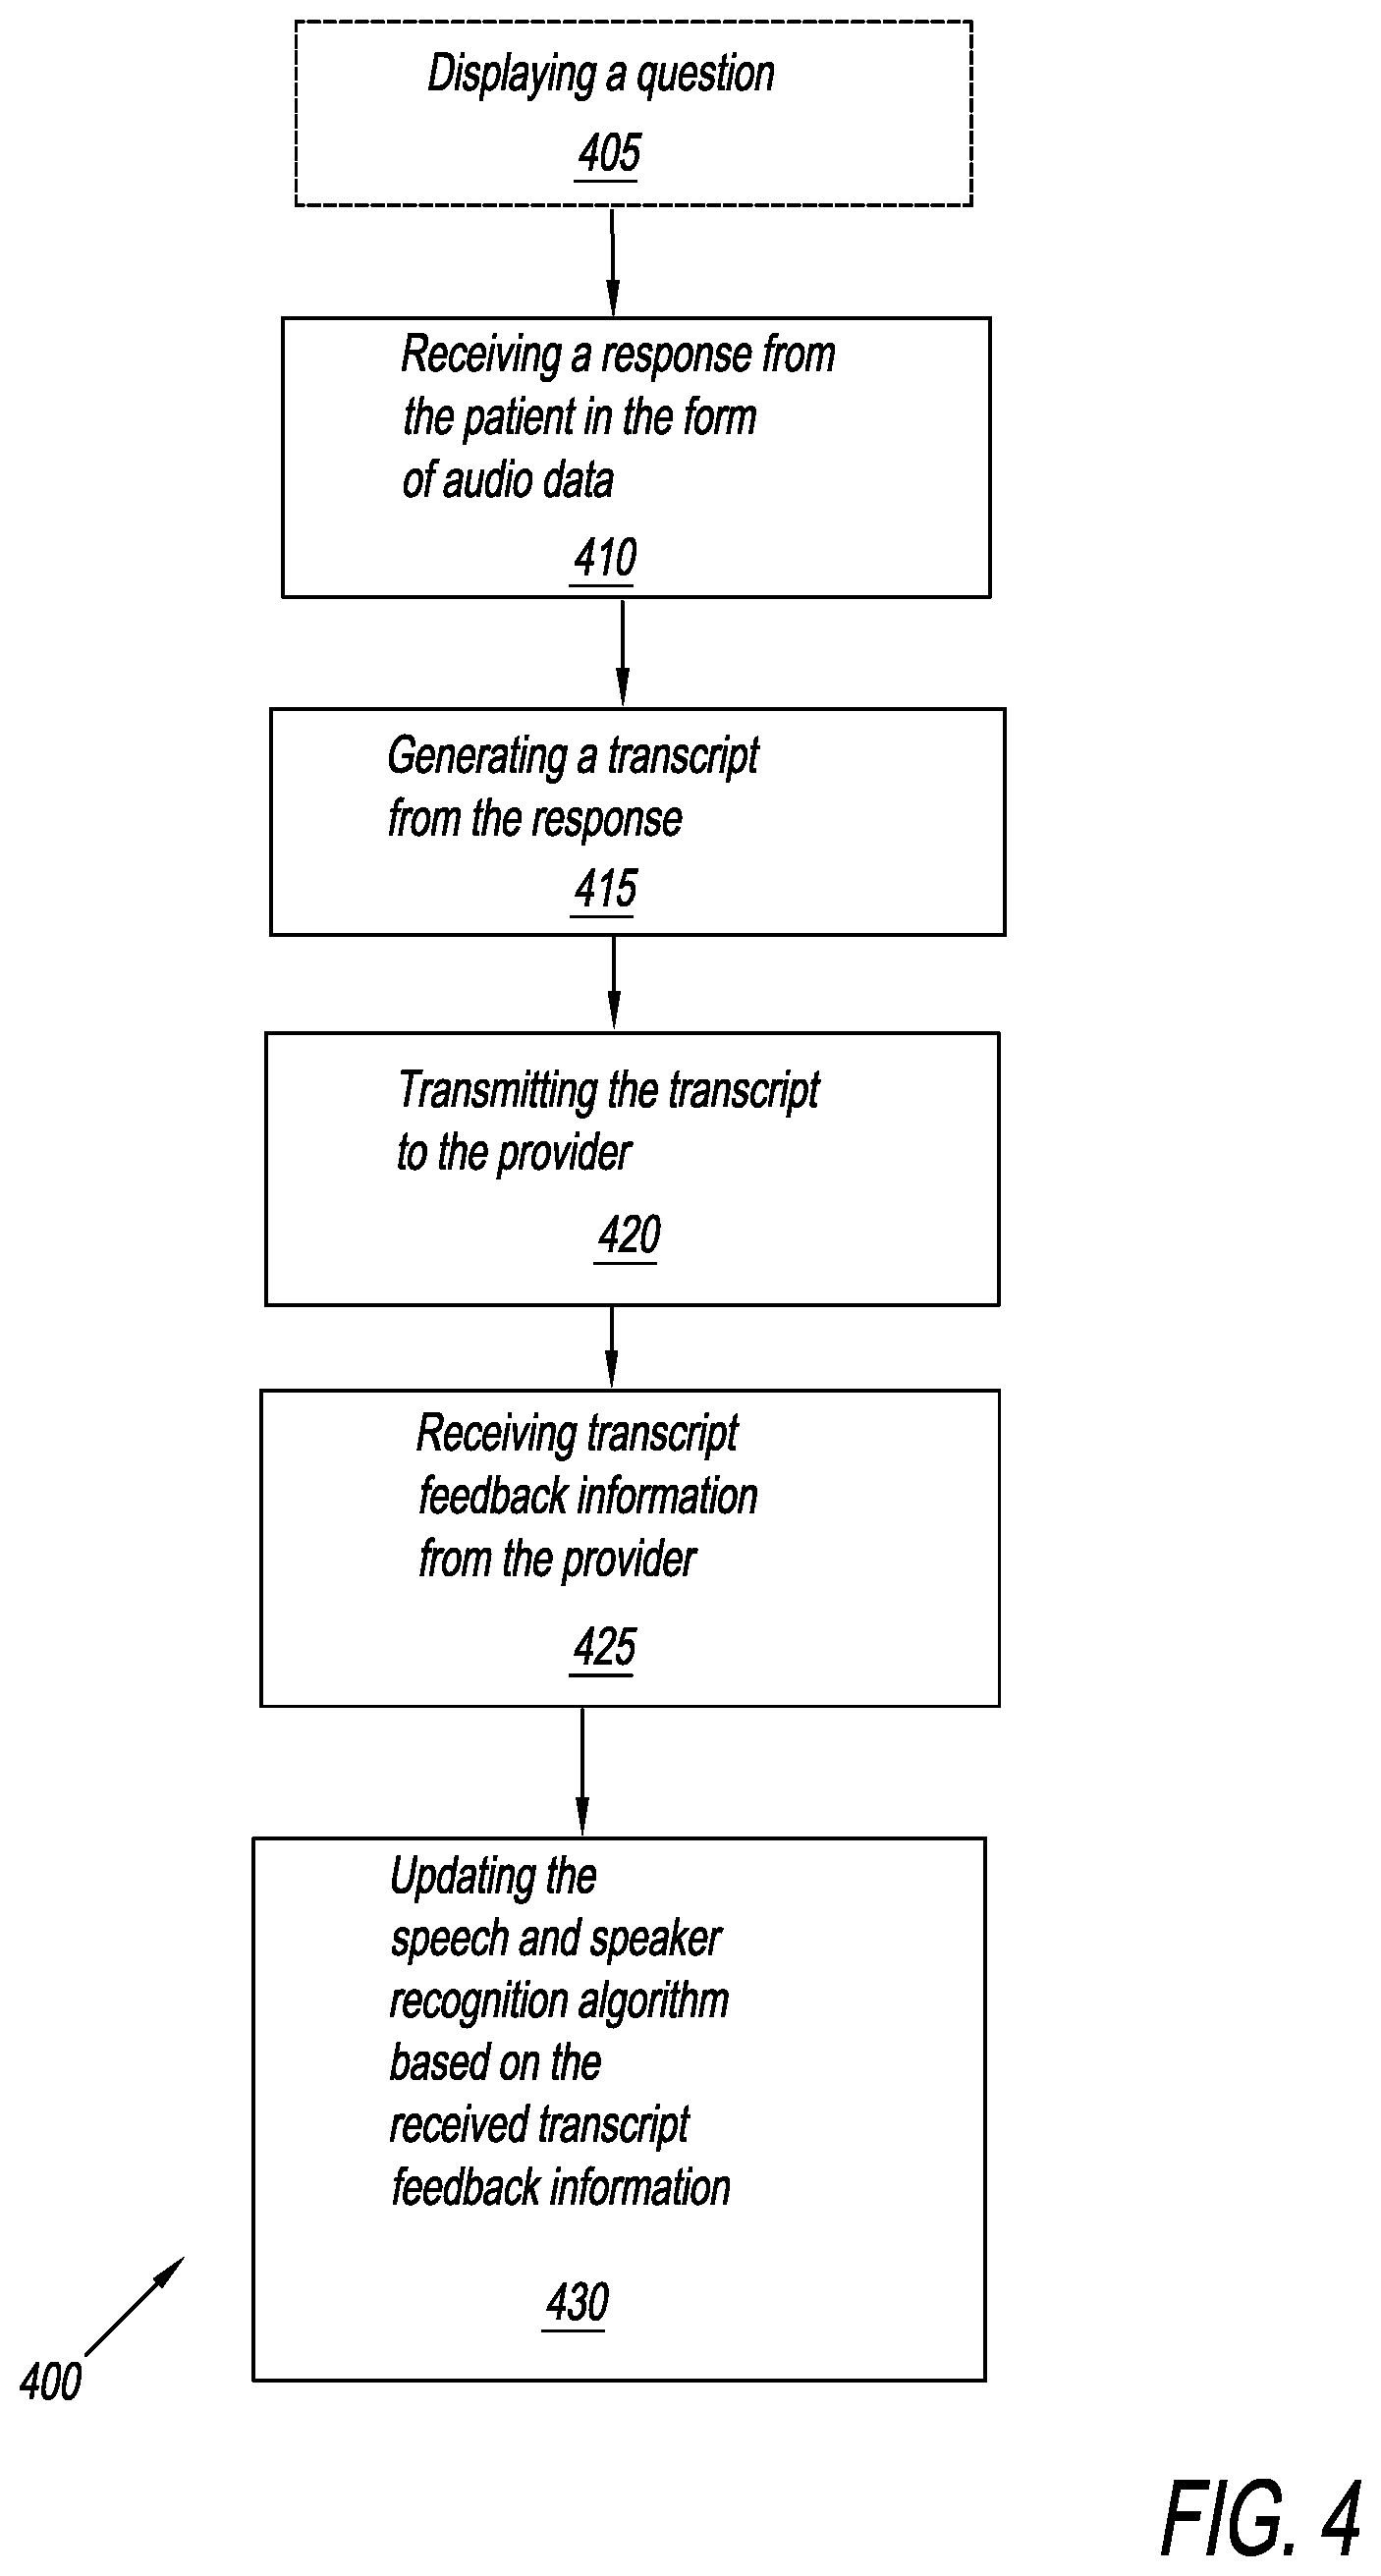 Displaying a question
405
Receiving a response from
the patient in the form
of audio data
410
Generating a transcript
from the response
415
Transmitting the transcript
to the provider
420
Receiving transcript
feedback information
from the provider
425
Updating the
speech and speaker
recognition algorithm
based on the
received transcript
feedback information
430
400
FIG. 4